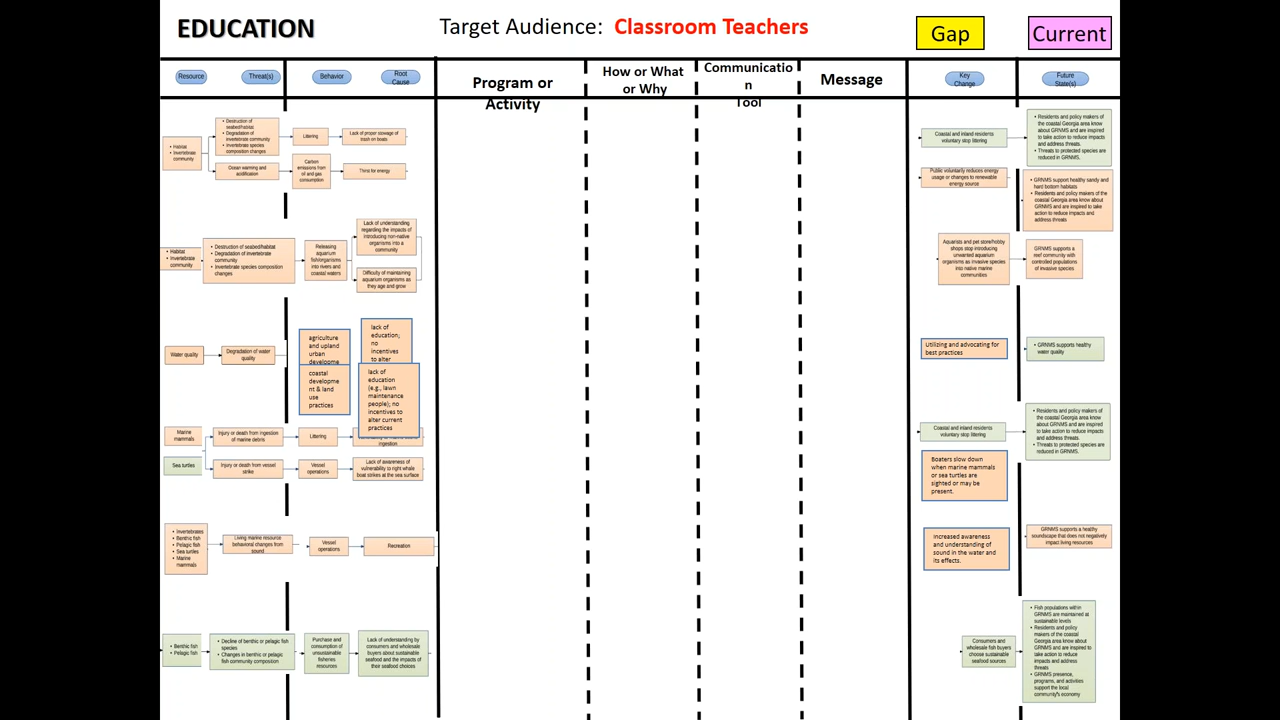 EDUCATION
Target Audience: Classroom Teachers
Gap
Current
Resource
Threat(s)
Behavior
Root
Cause
Program or
Activity
How or What
or Why
Communicatio
n
Tool
Message
Key
Change
Future
State(s)
• Habitat
• Invertebrate
community
• Destruction of
seabed/habitat
• Degradation of
invertebrate community
• Invertebrate species
composition changes
Littering
Lack of proper stowage of
trash on boats
Ocean warming and
acidification
Carbon
emissions from
oil and gas
consumption
Thirst for energy
Coastal and inland residents
voluntary stop littering
• Residents and policy makers of
the coastal Georgia area know
about GRNMS and are inspired
to take action to reduce impacts
and address threats.
• Threats to protected species are
reduced in GRNMS.
Public voluntarily reduces energy
usage or changes to renewable
energy source
• GRNMS support healthy sandy and
hard bottom habitats
• Residents and policy makers of the
coastal Georgia area know about
GRNMS and are inspired to take
action to reduce impacts and
address threats
• Habitat
• Invertebrate
community
• Destruction of seabed/habitat
• Degradation of invertebrate
community
• Invertebrate species composition
changes
Releasing
aquarium
fish/organisms
into rivers and
coastal waters
Lack of understanding
regarding the impacts of
introducing non-native
organisms into a
community
Difficulty of maintaining
aquarium organisms as
they age and grow
Aquarists and pet store/hobby
shops stop introducing
unwanted aquarium
organisms as invasive species
into native marine
communities
GRNMS supports a
reef community with
controlled populations
of invasive species
Water quality
Degradation of water
quality
agriculture
and upland
urban
developme
coastal
developme
nt & land
use
practices
lack of
education;
no
incentives
to alter
lack of
education
(e.g., lawn
maintenance
people); no
incentives to
alter current
practices
Utilizing and advocating for
best practices
• GRNMS supports healthy
water quality
Marine
mammals
Injury or death from ingestion
of marine debris
Littering
ingestion
Sea turtles
Injury or death from vessel
strike
Vessel
operations
Lack of awareness of
vulnerability to right whale
boat strikes at the sea surface
Coastal and inland residents
voluntary stop littering
• Residents and policy makers of
the coastal Georgia area know
about GRNMS and are inspired
to take action to reduce impacts
and address threats.
• Threats to protected species are
reduced in GRNMS.
Boaters slow down
when marine mammals
or sea turtles are
sighted or may be
present.
• Invertebrates
• Benthic fish
• Pelagic fish
• Sea turtles
• Marine
mammals
Living marine resource
behavioral changes from
sound
Vessel
operations
Recreation
Increased awareness
and understanding of
sound in the water and
its effects.
GRNMS supports a healthy
soundscape that does not negatively
impact living resources
• Benthic fish
• Pelagic fish
• Decline of benthic or pelagic fish
species
• Changes in benthic or pelagic
fish community composition
Purchase and
consumption of
unsustainable
fisheries
resources
Lack of understanding by
consumers and wholesale
buyers about sustainable
seafood and the impacts of
their seafood choices
Consumers and
wholesale fish buyers
choose sustainable
seafood sources
• Fish populations within
GRNMS are maintained at
sustainable levels
• Residents and policy
makers of the coastal
Georgia area know about
GRNMS and are inspired to
take action to reduce
impacts and address
threats
• GRNMS presence,
programs, and activities
support the local
community's economy